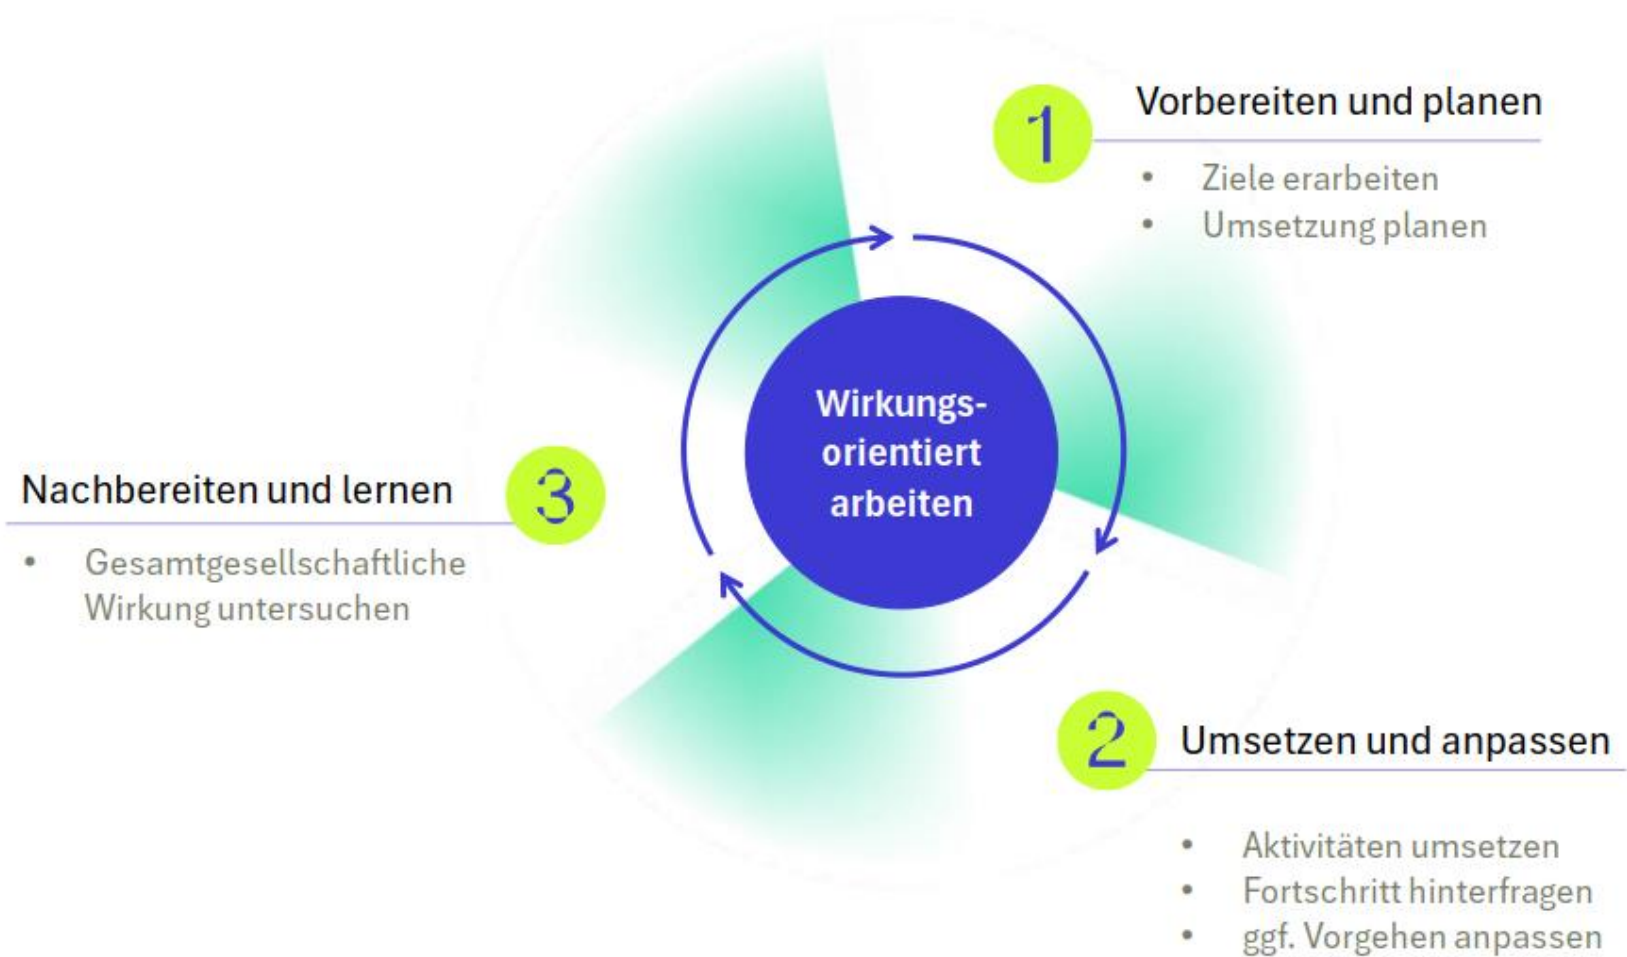 1
Vorbereiten und planen
• Ziele erarbeiten
• Umsetzung planen
Wirkungs-
orientiert
arbeiten
2
Umsetzen und anpassen
• Aktivitäten umsetzen
• Fortschritt hinterfragen
• ggf. Vorgehen anpassen
3
Nachbereiten und lernen
• Gesamtgesellschaftliche
Wirkung untersuchen